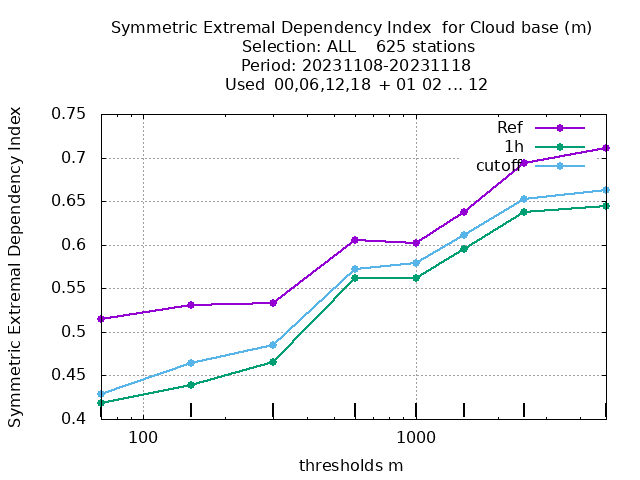 Symmetric Extremal Dependency Index  for Cloud base (m)
Selection: ALL    625 stations
Period: 20231108-20231118
Used  00,06,12,18  + 01 02 ... 12
Symmetric Extremal Dependency Index
0.75
0.7
0.65
0.6
0.55
0.5
0.45
0.4
Ref
1h
cutoff
100
1000
thresholds m